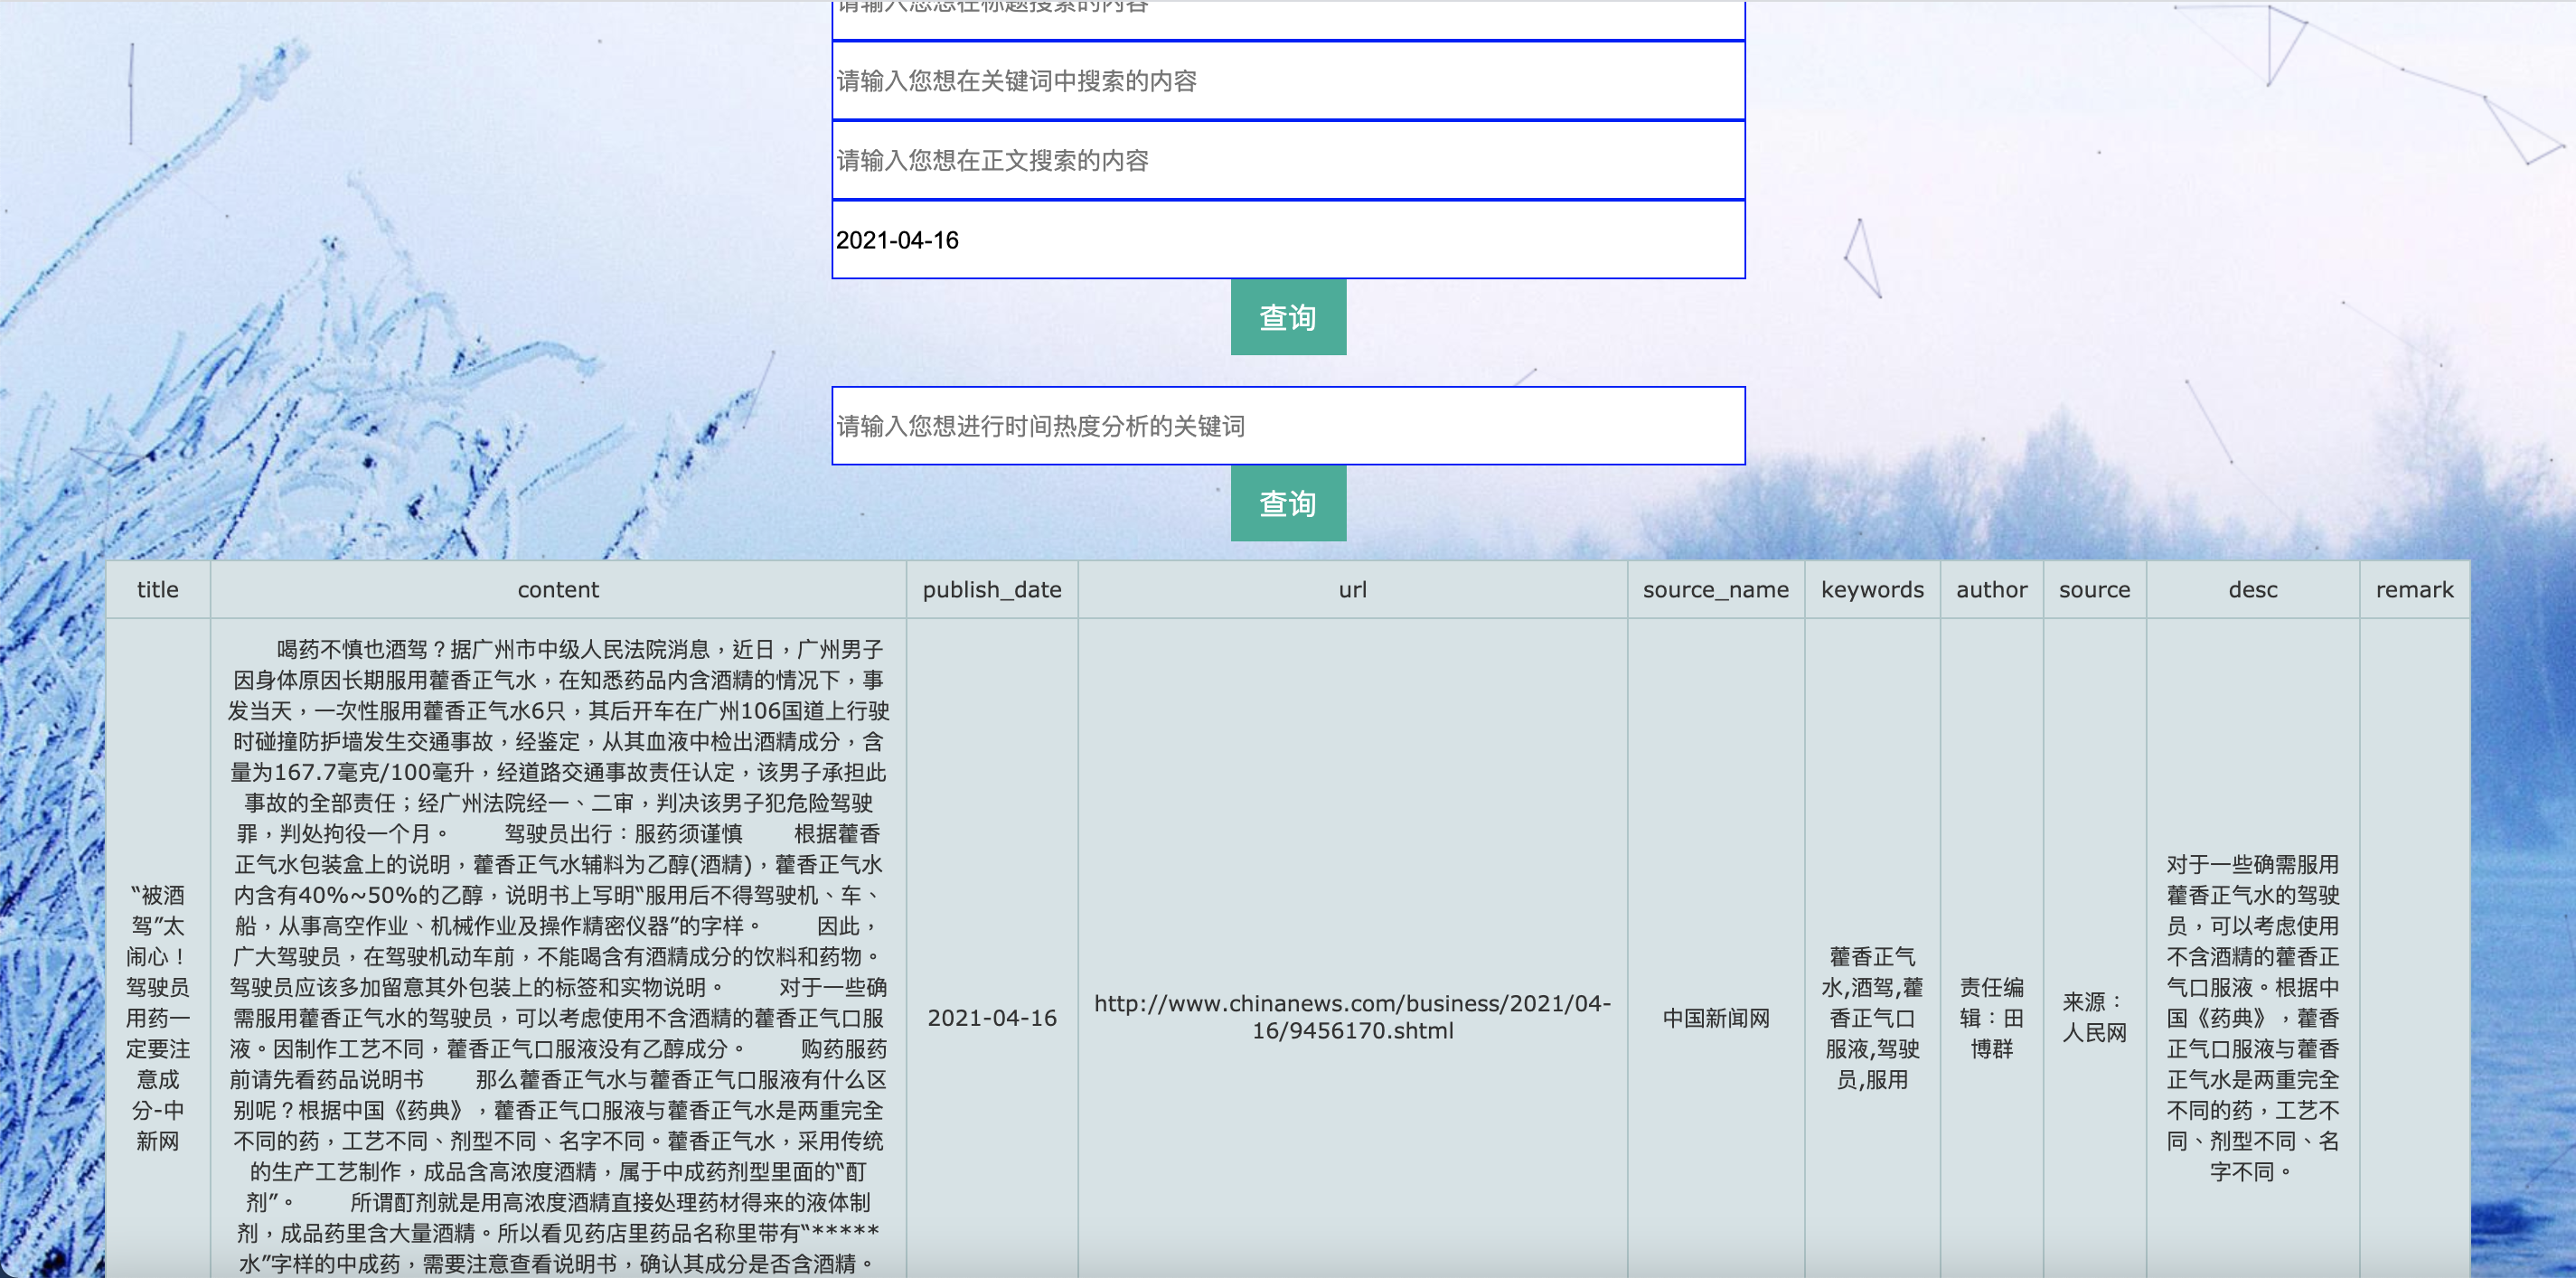 请输入您想在标题搜索的内容
请输入您想在关键词中搜索的内容
请输入您想在正文搜索的内容
2021-04-16
查询
请输入您想进行时间热度分析的关键词
查询
title
content
publish_date
url
source_name
keywords
author
source
desc
remark
“被酒
驾”太
闹心！
驾驶员
用药一
定要注
意成
分-中
新网
喝药不慎也酒驾？据广州市中级人民法院消息，近日，广州男子
因身体原因长期服用藿香正气水，在知悉药品内含酒精的情况下，事
发当天，一次性服用藿香正气水6只，其后开车在广州106国道上行驶
时碰撞防护墙发生交通事故，经鉴定，从其血液中检出酒精成分，含
量为167.7毫克/100毫升，经道路交通事故责任认定，该男子承担此
事故的全部责任；经广州法院经一、二审，判决该男子犯危险驾驶
罪，判处拘役一个月。　　驾驶员出行：服药须谨慎　　根据藿香
正气水包装盒上的说明，藿香正气水辅料为乙醇(酒精)，藿香正气水
内含有40%~50%的乙醇，说明书上写明“服用后不得驾驶机、车、
船，从事高空作业、机械作业及操作精密仪器”的字样。　　因此，
广大驾驶员，在驾驶机动车前，不能喝含有酒精成分的饮料和药物。
驾驶员应该多加留意其外包装上的标签和实物说明。　　对于一些确
需服用藿香正气水的驾驶员，可以考虑使用不含酒精的藿香正气口服
液。因制作工艺不同，藿香正气口服液没有乙醇成分。　　购药服药
前请先看药品说明书　　那么藿香正气水与藿香正气口服液有什么区
别呢？根据中国《药典》，藿香正气口服液与藿香正气水是两重完全
不同的药，工艺不同、剂型不同、名字不同。藿香正气水，采用传统
的生产工艺制作，成品含高浓度酒精，属于中成药剂型里面的“酊
剂”。　　所谓酊剂就是用高浓度酒精直接处理药材得来的液体制
剂，成品药里含大量酒精。所以看见药店里药品名称里带有“*****
水”字样的中成药，需要注意查看说明书，确认其成分是否含酒精。
2021-04-16
http://www.chinanews.com/business/2021/04-
16/9456170.shtml
中国新闻网
藿香正气
水,酒驾,藿
香正气口
服液,驾驶
员,服用
责任编
辑：田
博群
来源：
人民网
对于一些确需服用
藿香正气水的驾驶
员，可以考虑使用
不含酒精的藿香正
气口服液。根据中
国《药典》，藿香
正气口服液与藿香
正气水是两重完全
不同的药，工艺不
同、剂型不同、名
字不同。